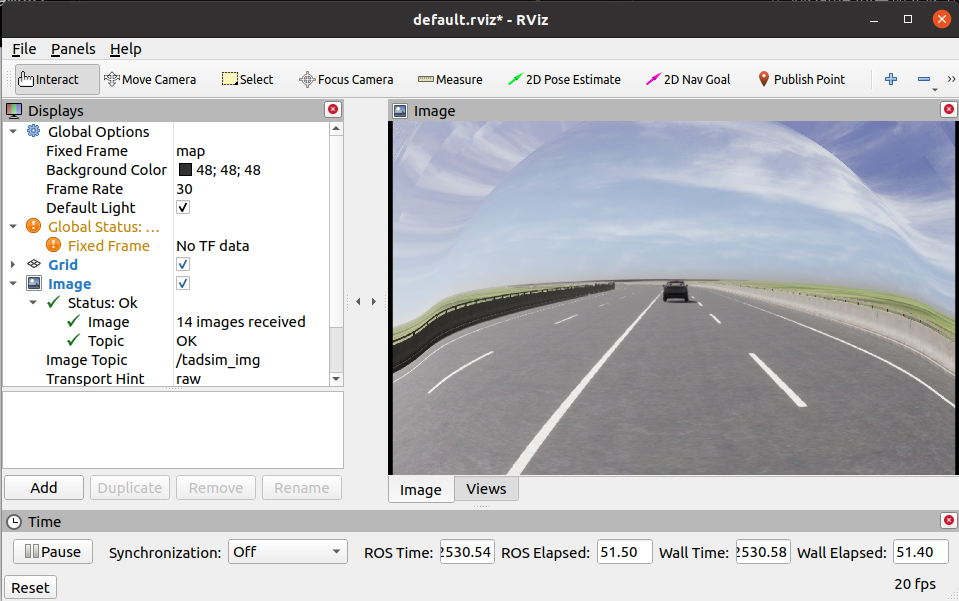 default.rviz* - RViz
File Panels Help
Interact Move Camera Select Focus Camera Measure 2D Pose Estimate 2D Nav Goal Publish Point »
Displays
Image
Global Options
Fixed Frame map
Background Color 48; 48; 48
Frame Rate 30
Default Light
Global Status: ...
Fixed Frame No TF data
Grid
Image
Status: Ok
Image 14 images received
Topic OK
Image Topic /tadsim_img
Transport Hint raw
Add Duplicate Remove Rename
Image Views
Time
Pause Synchronization: Off ROS Time: 2530.54 ROS Elapsed: 51.50 Wall Time: 2530.58 Wall Elapsed: 51.40
Reset 20 fps